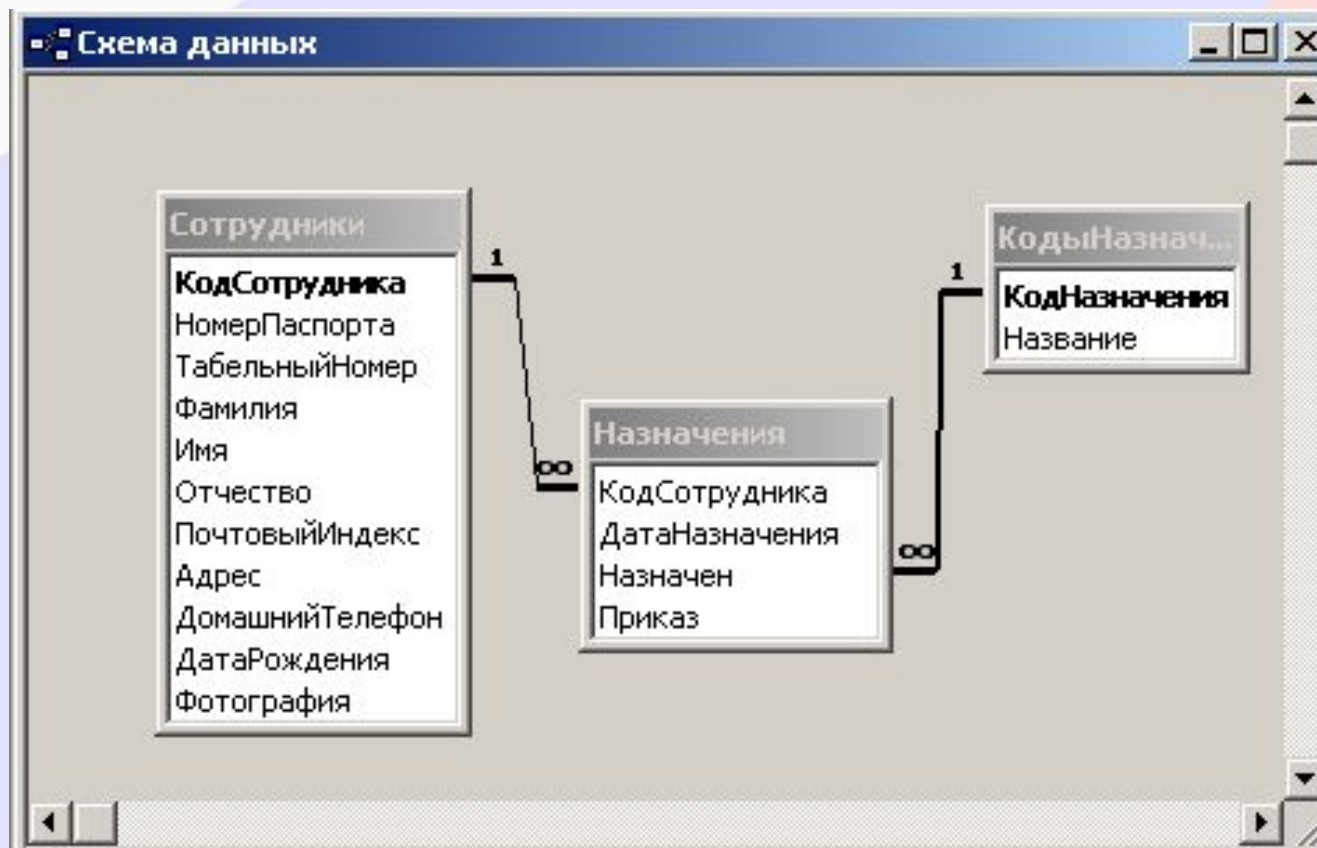 Схема данных
Сотрудники
КодСотрудника
НомерПаспорта
ТабельныйНомер
Фамилия
Имя
Отчество
ПочтовыйИндекс
Адрес
ДомашнийТелефон
ДатаРождения
Фотография
1
∞
Назначения
КодСотрудника
ДатаНазначения
Назначен
Приказ
1
∞
КодыНазнач...
КодНазначения
Название